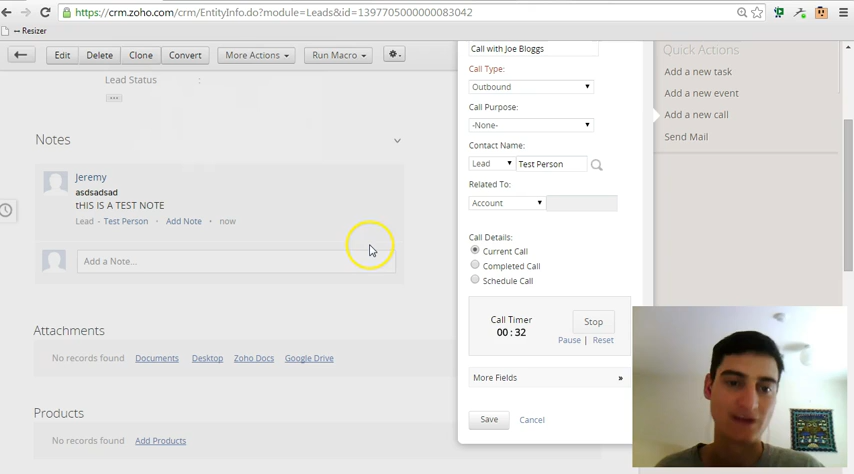 https://crm.zoho.com/crm/EntityInfo.do?module=Leads&id=1397705000000083042
-- Resizer
Edit
Delete
Clone
Convert
More Actions
Run Macro
Lead Status :
Notes
Jeremy
asdsadsad
tHIS IS A TEST NOTE
Lead - Test Person · Add Note · now
Add a Note...
Attachments
No records found Documents Desktop Zoho Docs Google Drive
Products
No records found Add Products
Call with Joe Bloggs
Call Type:
Outbound
Call Purpose:
-None-
Contact Name:
Lead Test Person
Related To:
Account
Call Details:
Current Call
Completed Call
Schedule Call
Call Timer
00 : 32
Stop
Pause | Reset
More Fields »
Save Cancel
Quick Actions
Add a new task
Add a new event
Add a new call
Send Mail